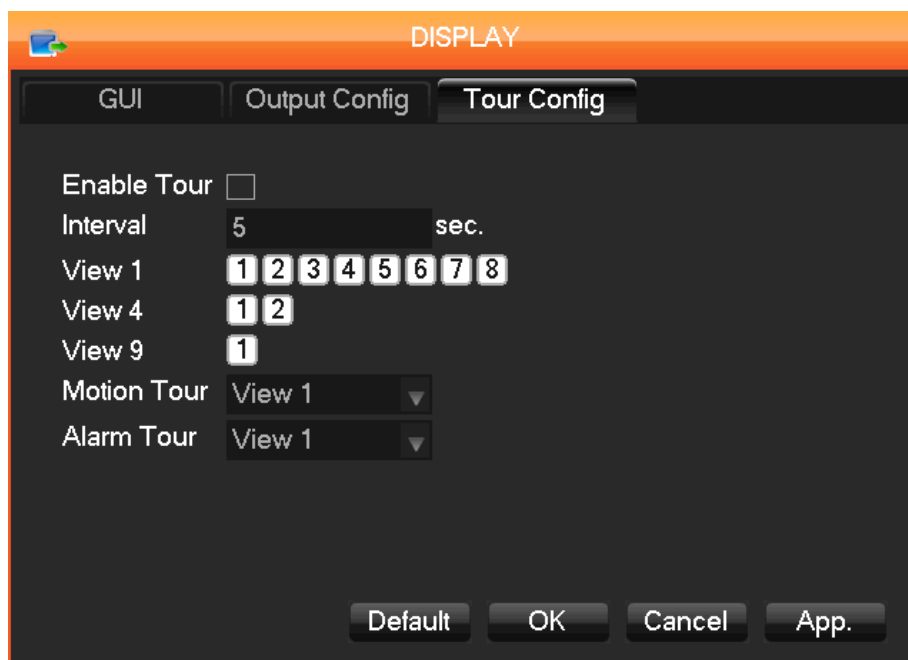 DISPLAY
GUI Output Config Tour Config
Enable Tour
Interval 5 sec.
View 1 1 2 3 4 5 6 7 8
View 4 1 2
View 9 1
Motion Tour View 1
Alarm Tour View 1
Default OK Cancel App.